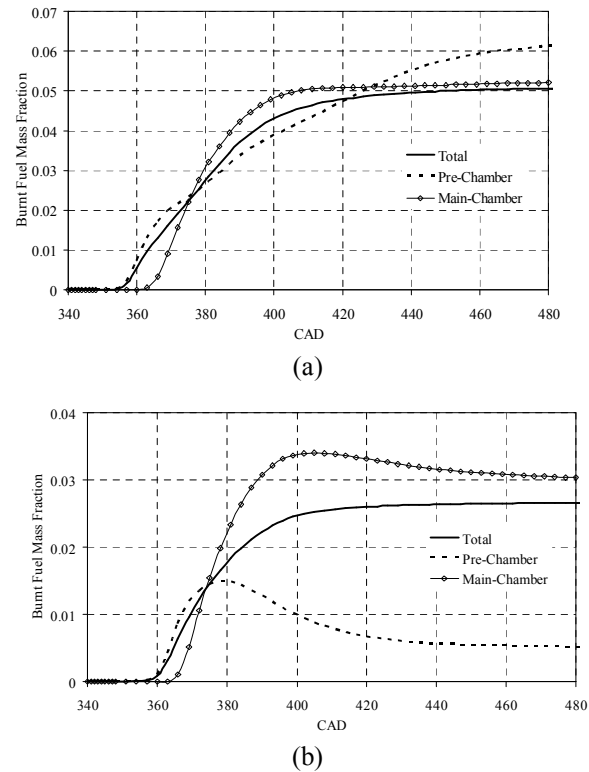 0.07
0.06
0.05
0.04
0.03
0.02
0.01
0
Burnt Fuel Mass Fraction
Total
Pre-Chamber
Main-Chamber
340 360 380 400 420 440 460 480
CAD
(a)
0.04
0.03
0.02
0.01
0
Burnt Fuel Mass Fraction
Total
Pre-Chamber
Main-Chamber
340 360 380 400 420 440 460 480
CAD
(b)